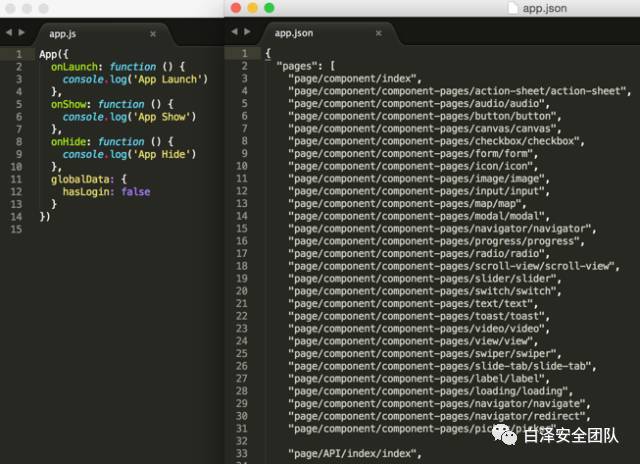 app.js
1 App({
2 onLaunch: function () {
3 console.log('App Launch')
4 },
5 onShow: function () {
6 console.log('App Show')
7 },
8 onHide: function () {
9 console.log('App Hide')
10 },
11 globalData: {
12 hasLogin: false
13 }
14 })
15
app.json
app.json
1 {
2 "pages": [
3 "page/component/index",
4 "page/component/component-pages/action-sheet/action-sheet",
5 "page/component/component-pages/audio/audio",
6 "page/component/component-pages/button/button",
7 "page/component/component-pages/canvas/canvas",
8 "page/component/component-pages/checkbox/checkbox",
9 "page/component/component-pages/form/form",
10 "page/component/component-pages/icon/icon",
11 "page/component/component-pages/image/image",
12 "page/component/component-pages/input/input",
13 "page/component/component-pages/map/map",
14 "page/component/component-pages/modal/modal",
15 "page/component/component-pages/navigator/navigator",
16 "page/component/component-pages/progress/progress",
17 "page/component/component-pages/radio/radio",
18 "page/component/component-pages/scroll-view/scroll-view",
19 "page/component/component-pages/slider/slider",
20 "page/component/component-pages/switch/switch",
21 "page/component/component-pages/text/text",
22 "page/component/component-pages/toast/toast",
23 "page/component/component-pages/video/video",
24 "page/component/component-pages/view/view",
25 "page/component/component-pages/swiper/swiper",
26 "page/component/component-pages/slide-tab/slide-tab",
27 "page/component/component-pages/label/label",
28 "page/component/component-pages/loading/loading",
29 "page/component/component-pages/navigator/navigate",
30 "page/component/component-pages/navigator/redirect",
31 "page/component/component-pages/picker/picker",
32
33 "page/API/index/index",
白泽安全团队